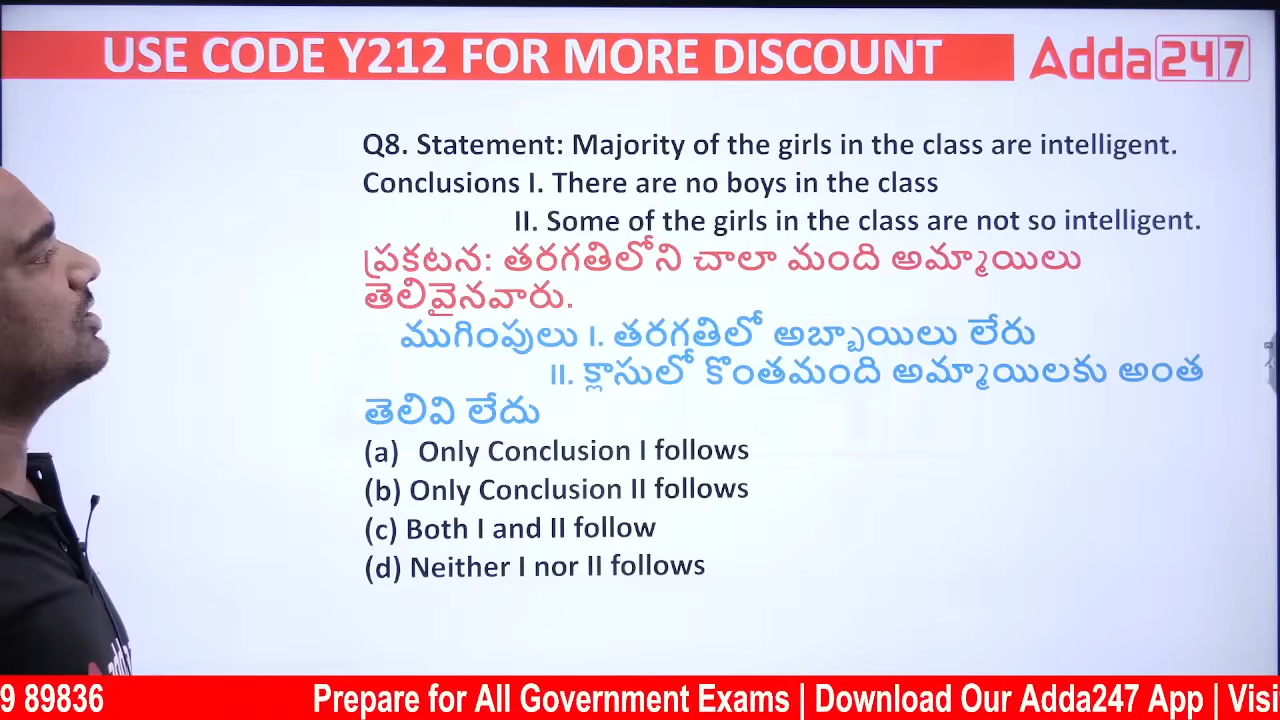 USE CODE Y212 FOR MORE DISCOUNT
Adda247
Q8. Statement: Majority of the girls in the class are intelligent.
Conclusions I. There are no boys in the class
II. Some of the girls in the class are not so intelligent.
ప్రకటన: తరగతిలోని చాలా మంది అమ్మాయిలు
తెలివైనవారు.
ముగింపులు I. తరగతిలో అబ్బాయిలు లేరు
II. క్లాసులో కొంతమంది అమ్మాయిలకు అంత
తెలివి లేదు
(a) Only Conclusion I follows
(b) Only Conclusion II follows
(c) Both I and II follow
(d) Neither I nor II follows
9 89836 Prepare for All Government Exams | Download Our Adda247 App | Visi